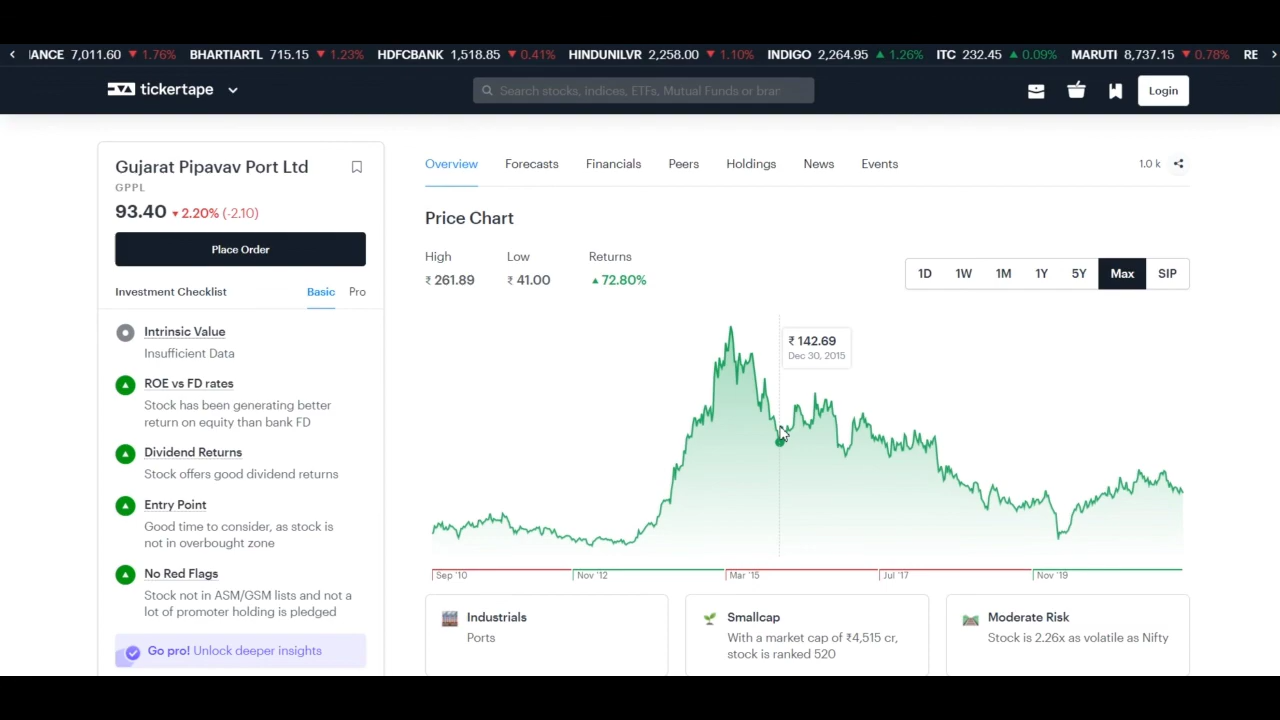 IANCE 7,011.60 ▼ 1.76% BHARTIARTL 715.15 ▼ 1.23% HDFCBANK 1,518.85 ▼ 0.41% HINDUNILVR 2,258.00 ▼ 1.10% INDIGO 2,264.95 ▲ 1.26% ITC 232.45 ▲ 0.09% MARUTI 8,737.15 ▼ 0.78% RE
tickertape
Search stocks, indices, ETFs, Mutual Funds or brar
Login
Gujarat Pipavav Port Ltd
GPPL
93.40 ▼ 2.20% (-2.10)
Place Order
Investment Checklist Basic Pro
Intrinsic Value
Insufficient Data
ROE vs FD rates
Stock has been generating better
return on equity than bank FD
Dividend Returns
Stock offers good dividend returns
Entry Point
Good time to consider, as stock is
not in overbought zone
No Red Flags
Stock not in ASM/GSM lists and not a
lot of promoter holding is pledged
Go pro! Unlock deeper insights
Overview Forecasts Financials Peers Holdings News Events 1.0 k
Price Chart
High Low Returns
₹ 261.89 ₹ 41.00 ▲ 72.80%
1D 1W 1M 1Y 5Y Max SIP
₹ 142.69
Dec 30, 2015
Sep '10 Nov '12 Mar '15 Jul '17 Nov '19
Industrials
Ports
Smallcap
With a market cap of ₹4,515 cr,
stock is ranked 520
Moderate Risk
Stock is 2.26x as volatile as Nifty